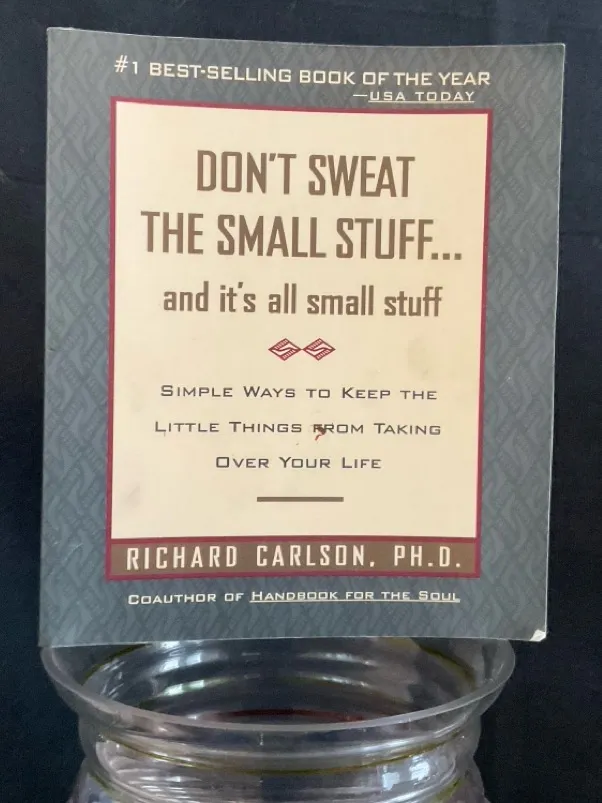 #1 BEST-SELLING BOOK OF THE YEAR
—USA TODAY
DON'T SWEAT
THE SMALL STUFF...
and it's all small stuff
SIMPLE WAYS TO KEEP THE
LITTLE THINGS FROM TAKING
OVER YOUR LIFE
RICHARD CARLSON, PH.D.
COAUTHOR OF HANDBOOK FOR THE SOUL